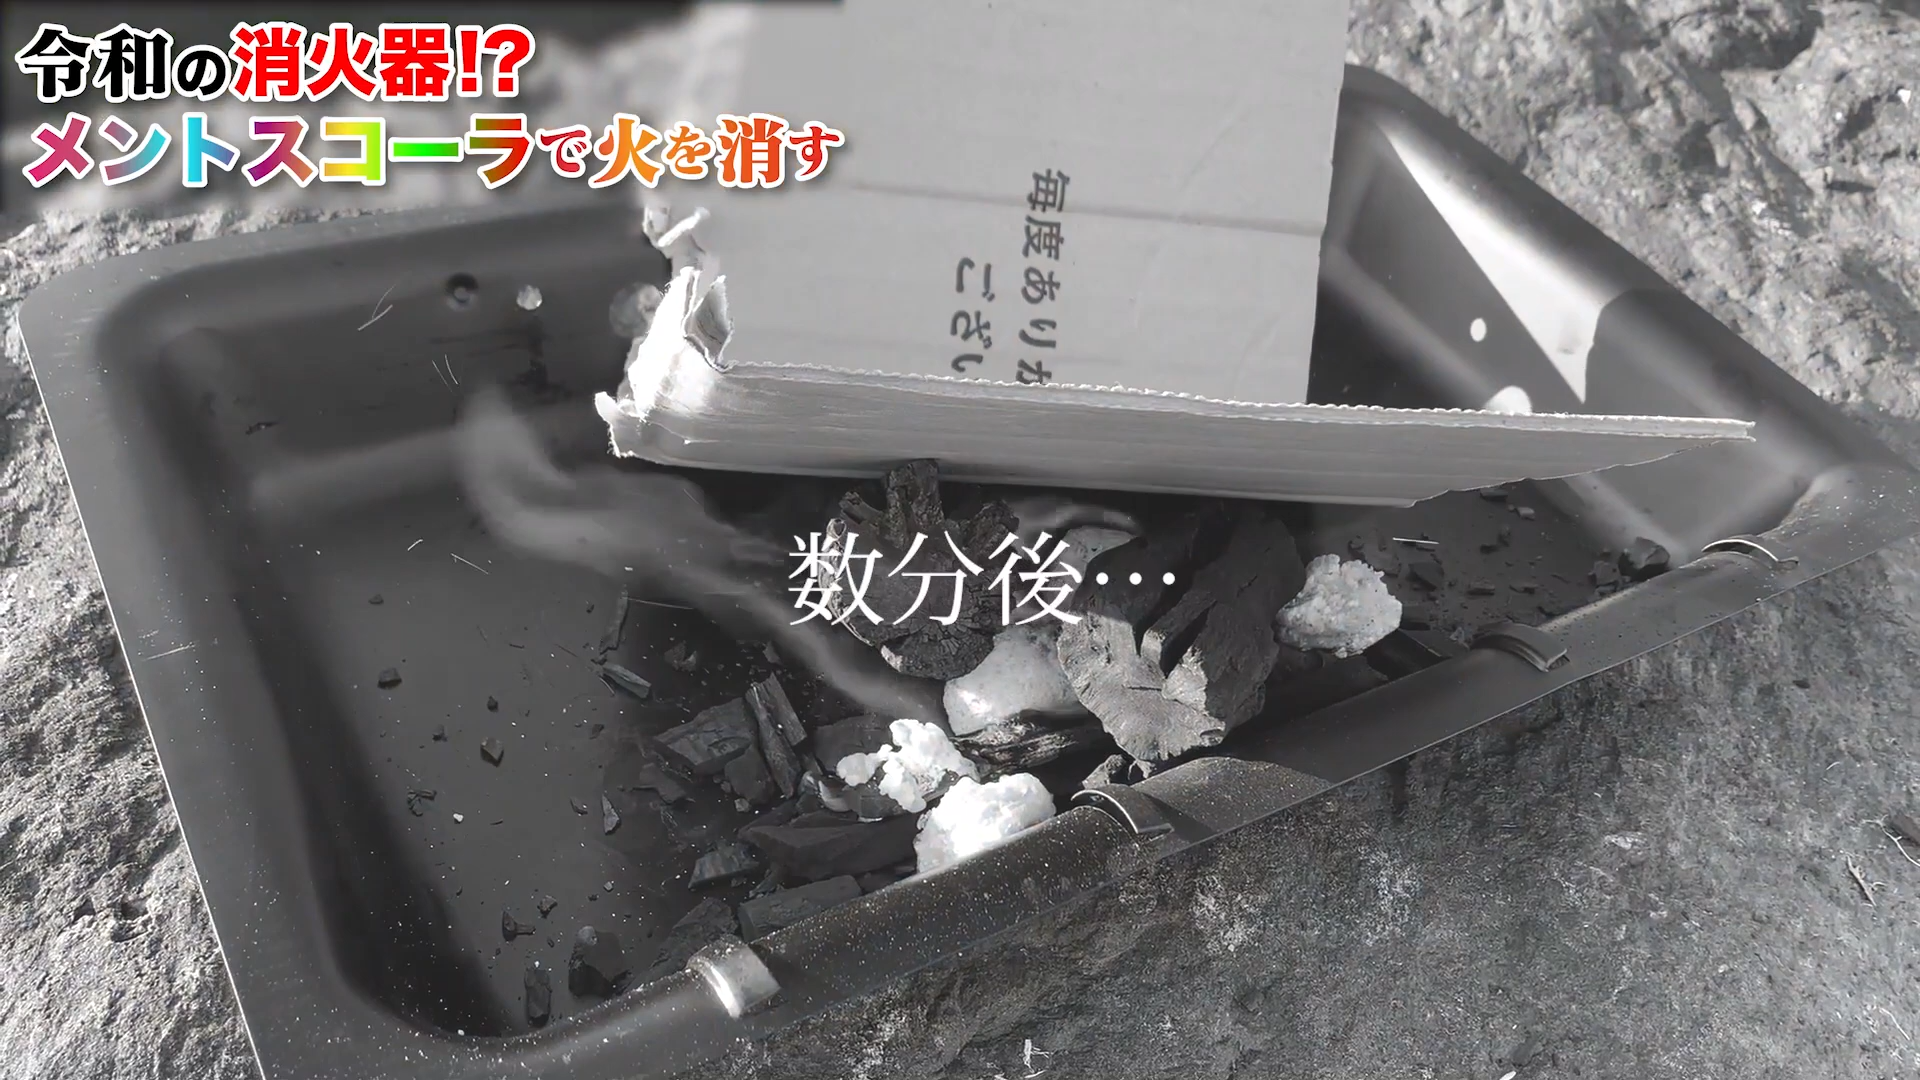 令和の消火器!?
メントスコーラで火を消す
毎度ありが
ござい
数分後…